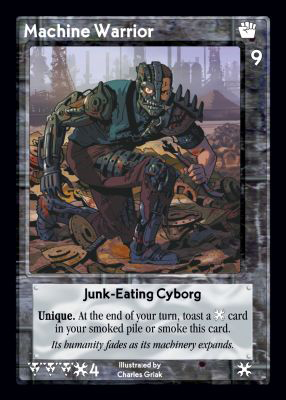 Machine Warrior
9
Junk-Eating Cyborg
Unique. At the end of your turn, toast a card
in your smoked pile or smoke this card.
Its humanity fades as its machinery expands.
4
Illustrated by
Charles Griak